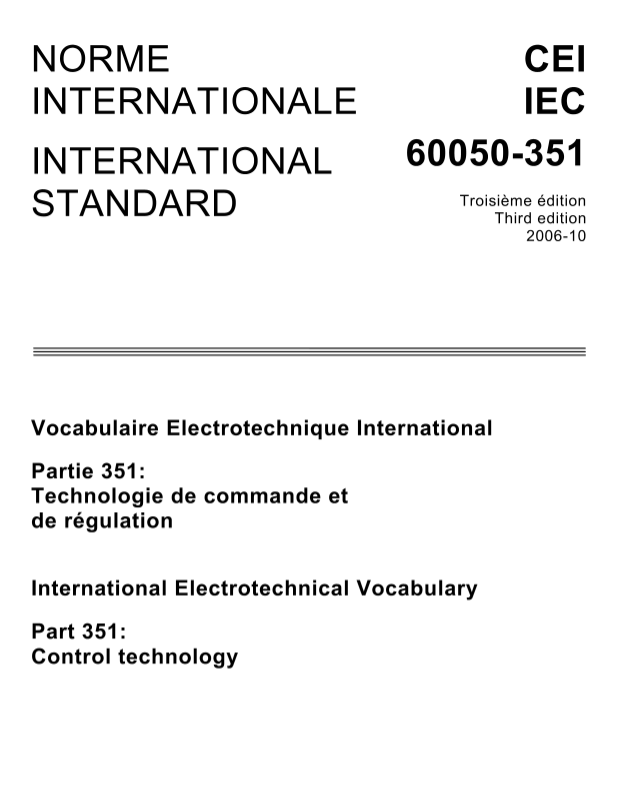 NORME
INTERNATIONALE
CEI
IEC
INTERNATIONAL
STANDARD
60050-351
Troisième édition
Third edition
2006-10
Vocabulaire Electrotechnique International
Partie 351:
Technologie de commande et
de régulation
International Electrotechnical Vocabulary
Part 351:
Control technology